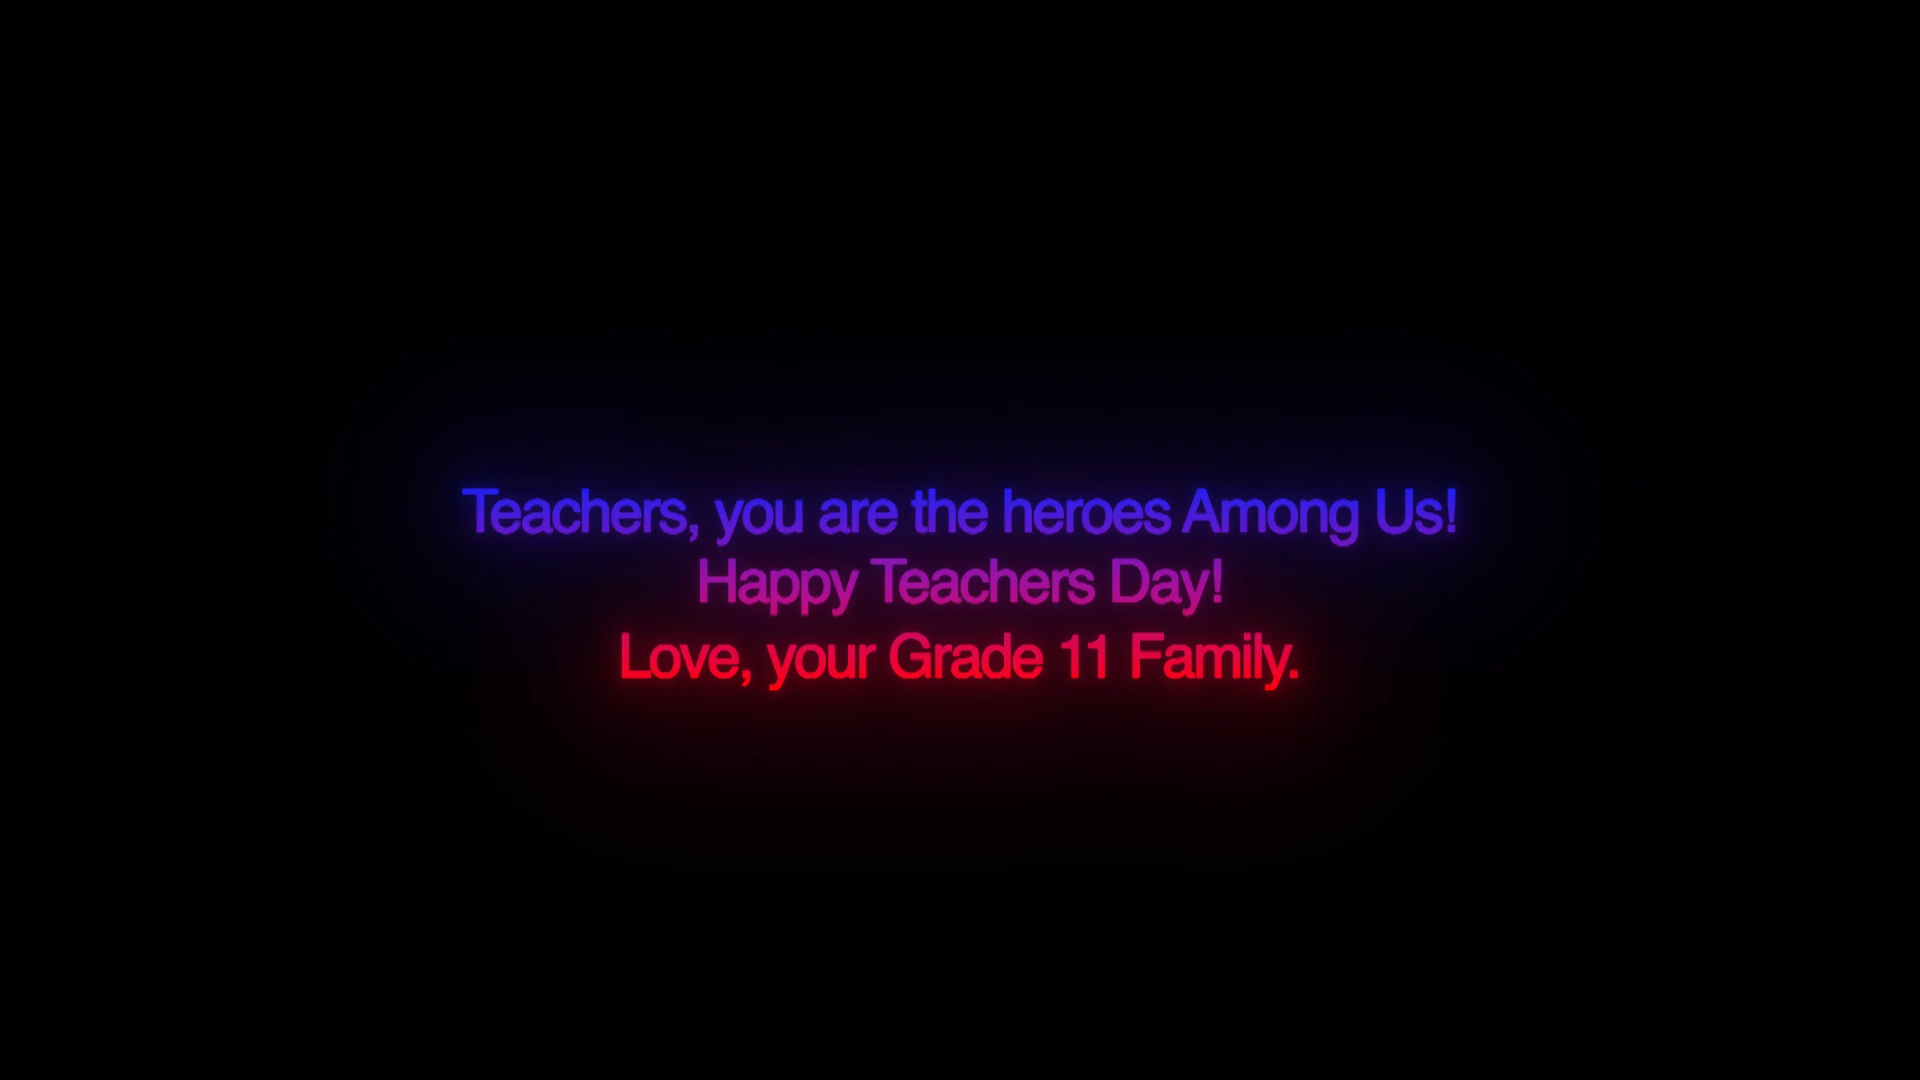 Teachers, you are the heroes Among Us!
Happy Teachers Day!
Love, your Grade 11 Family.